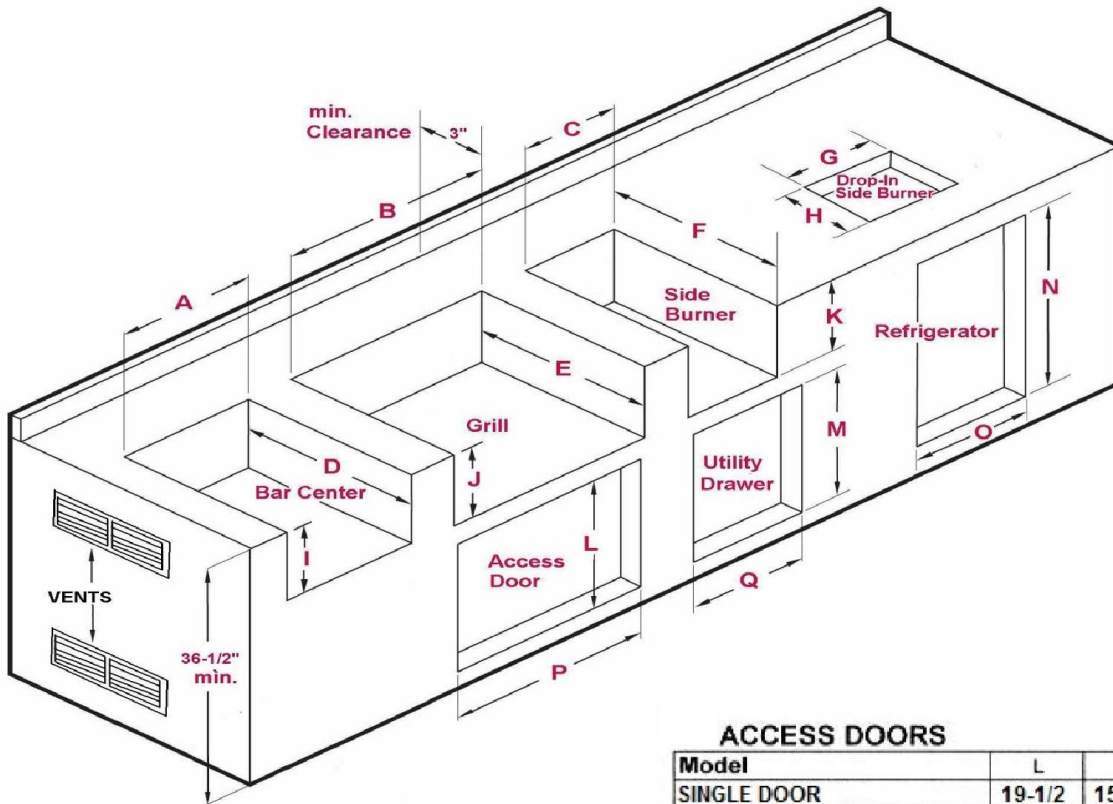 min.
Clearance
3"
C
G
Drop-In
Side Burner
H
B
F
A
Side
Burner
K
N
Refrigerator
E
M
O
Grill
D
Bar Center
J
Utility
Drawer
I
L
Access
Door
Q
VENTS
36-1/2"
min.
P
ACCESS DOORS
Model L
SINGLE DOOR 19-1/2 15